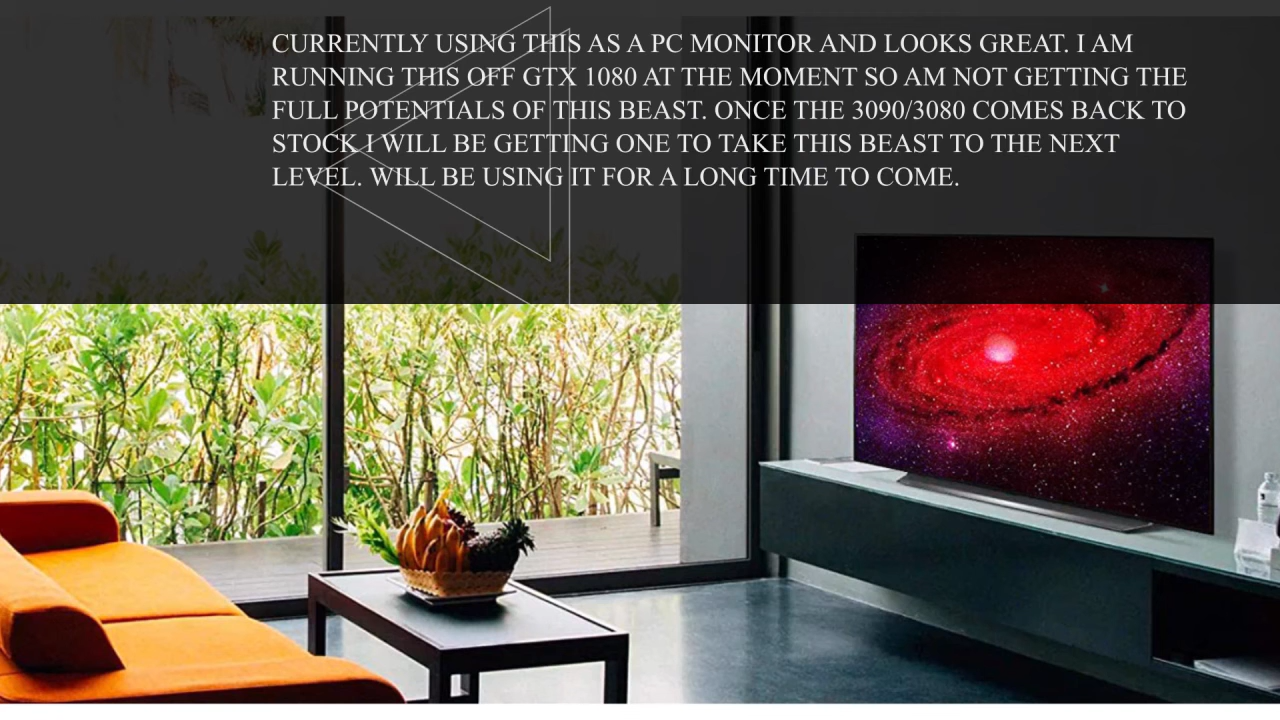 CURRENTLY USING THIS AS A PC MONITOR AND LOOKS GREAT. I AM
RUNNING THIS OFF GTX 1080 AT THE MOMENT SO AM NOT GETTING THE
FULL POTENTIALS OF THIS BEAST. ONCE THE 3090/3080 COMES BACK TO
STOCK I WILL BE GETTING ONE TO TAKE THIS BEAST TO THE NEXT
LEVEL. WILL BE USING IT FOR A LONG TIME TO COME.